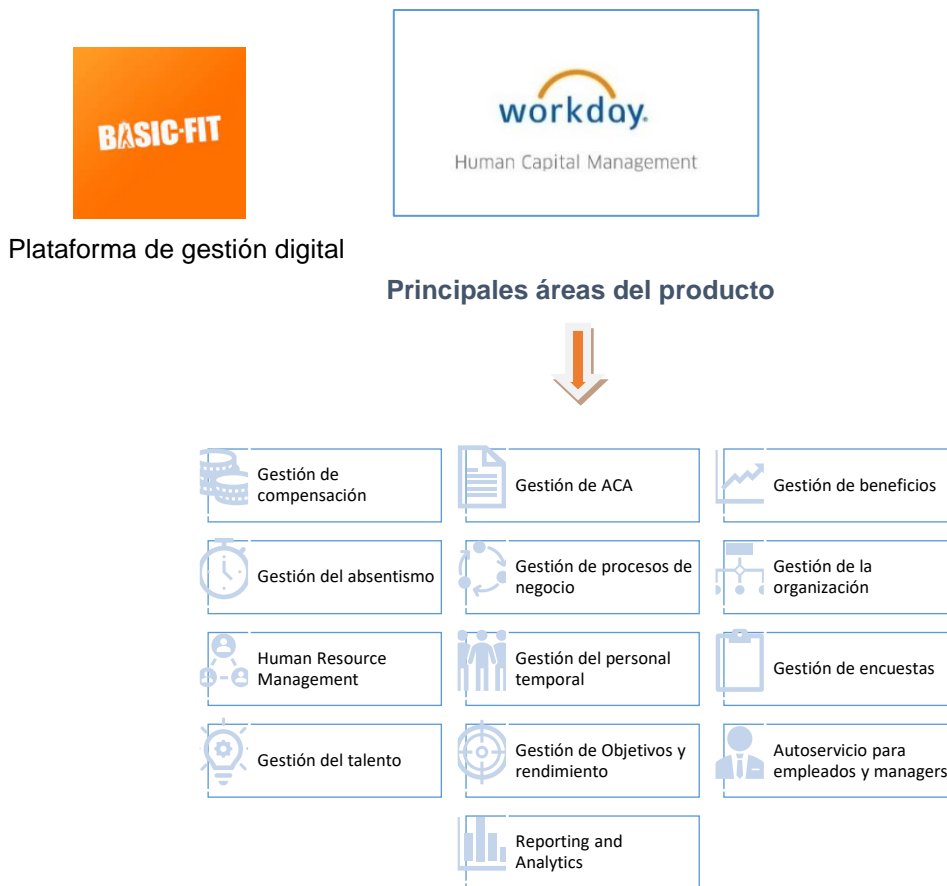 BASIC-FIT
workday.
Human Capital Management
Plataforma de gestión digital
Principales áreas del producto
Gestión de
compensación
Gestión de ACA
Gestión de beneficios
Gestión del absentismo
Gestión de procesos de
negocio
Gestión de la
organización
Human Resource
Management
Gestión del personal
temporal
Gestión de encuestas
Gestión del talento
Gestión de Objetivos y
rendimiento
Autoservicio para
empleados y managers
Reporting and
Analytics